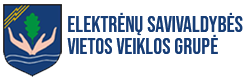 ELEKTRĖNŲ SAVIVALDYBĖS
VIETOS VEIKLOS GRUPĖ